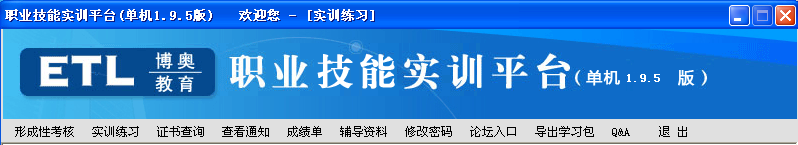 职业技能实训平台(单机1.9.5版) 欢迎您 - [实训练习]
ETL 博奥教育 职业技能实训平台(单机 1.9.5 版)
形成性考核 实训练习 证书查询 查看通知 成绩单 辅导资料 修改密码 论坛入口 导出学习包 Q&A 退 出